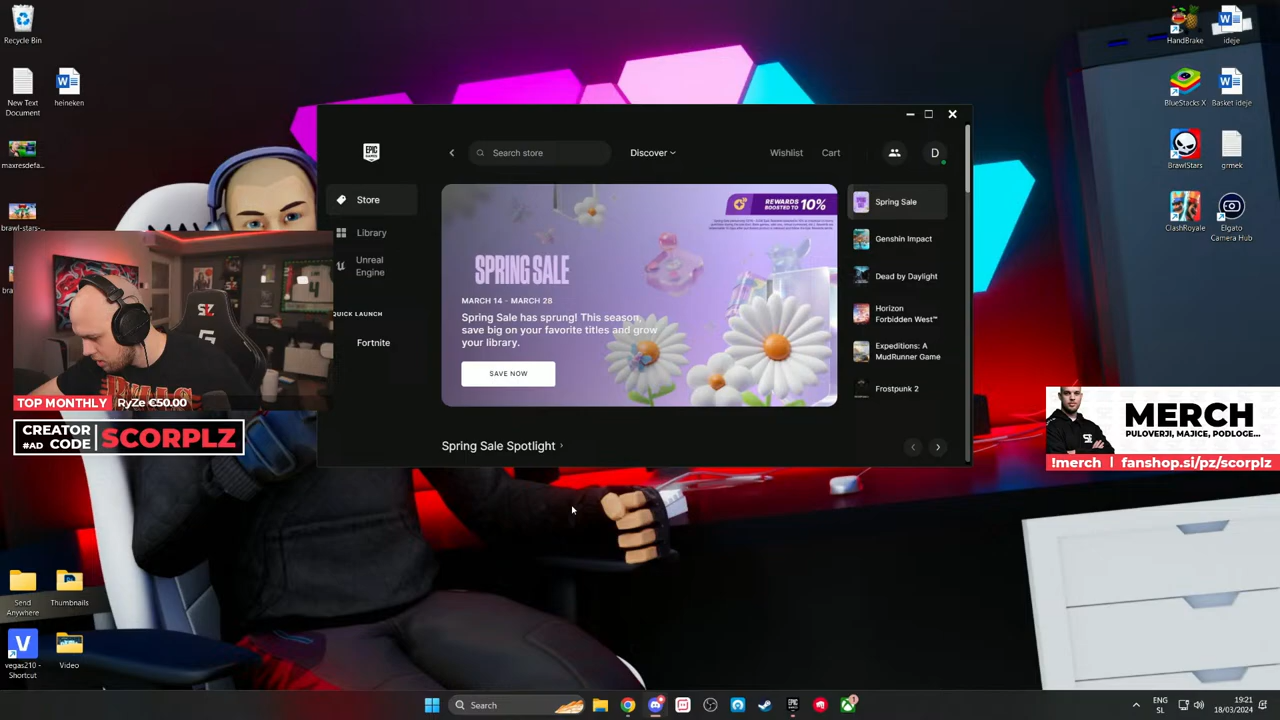 Recycle Bin
New Text
Document
heineken
maxresdefa...
brawl-stars-...
HandBrake
ideje
BlueStacks X
Basket ideje
BrawlStars
grmek
ClashRoyale
Elgato
Camera Hub
EPIC
GAMES
Search store
Discover
Wishlist
Cart
D
Store
Library
Unreal
Engine
QUICK LAUNCH
Fortnite
REWARDS
BOOSTED TO 10%
SPRING SALE
MARCH 14 - MARCH 28
Spring Sale has sprung! This season,
save big on your favorite titles and grow
your library.
SAVE NOW
Spring Sale
Genshin Impact
Dead by Daylight
Horizon
Forbidden West™
Expeditions: A
MudRunner Game
Frostpunk 2
Spring Sale Spotlight
TOP MONTHLY RyZe €50.00
CREATOR
#AD CODE
SCORPLZ
MERCH
PULOVERJI, MAJICE, PODLOGE...
!merch | fanshop.si/pz/scorplz
Send
Anywhere
Thumbnails
vegas210 -
Shortcut
Video
Search
ENG
SL
19:21
18/03/2024